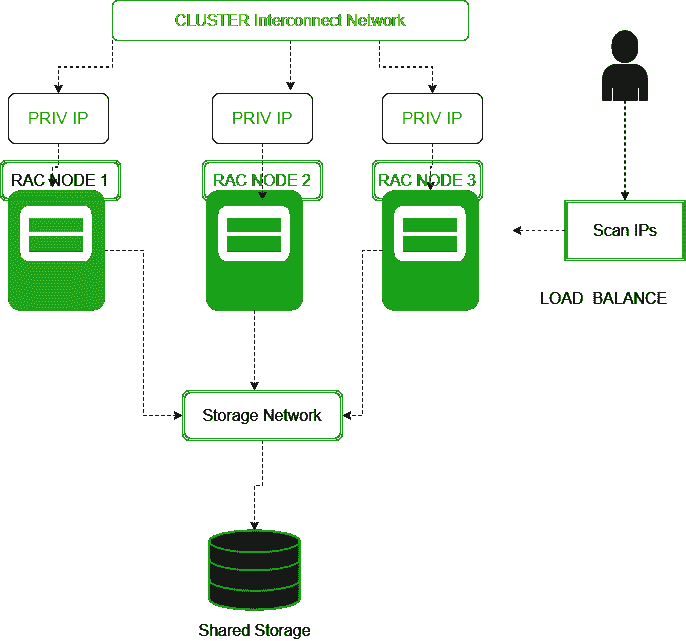 CLUSTER Interconnect Network
PRIV IP
PRIV IP
PRIV IP
RAC NODE 1
RAC NODE 2
RAC NODE 3
Scan IPs
LOAD BALANCE
Storage Network
Shared Storage